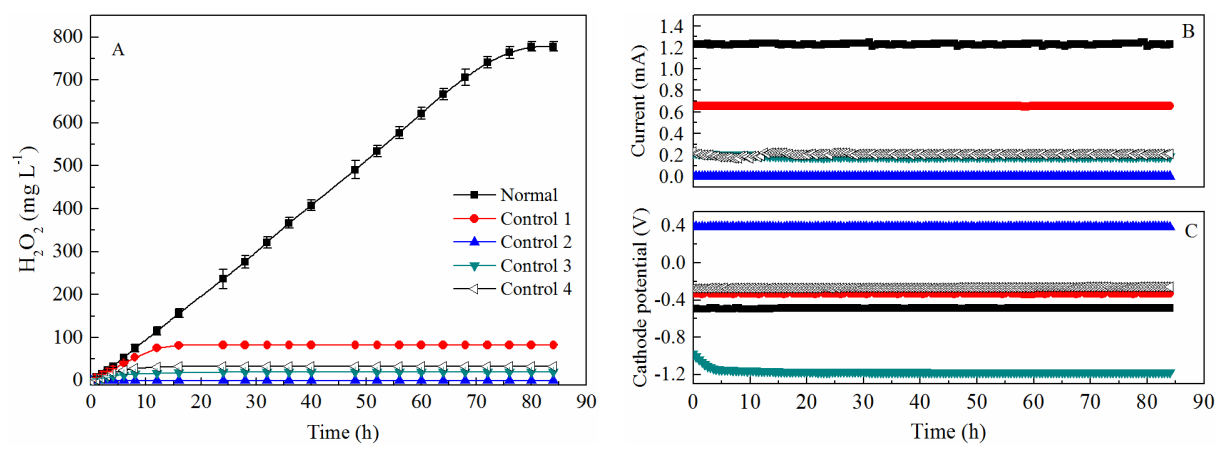 A
H₂O₂ (mg L⁻¹)
800
700
600
500
400
300
200
100
0
Normal
Control 1
Control 2
Control 3
Control 4
0 10 20 30 40 50 60 70 80 90
Time (h)
B
Current (mA)
1.4
1.2
1.0
0.8
0.6
0.4
0.2
0.0
C
Cathode potential (V)
0.4
0.0
-0.4
-0.8
-1.2
0 10 20 30 40 50 60 70 80 90
Time (h)